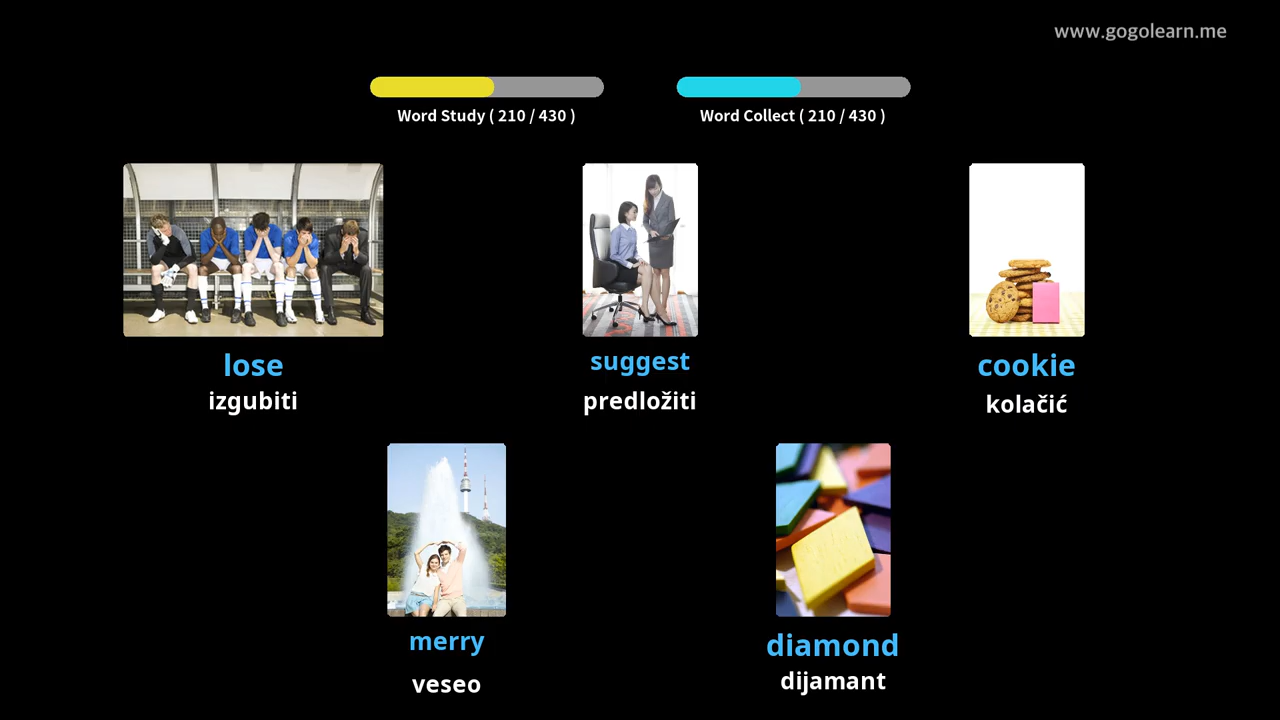 www.gogolearn.me
Word Study ( 210 / 430 )
Word Collect ( 210 / 430 )
lose
izgubiti
suggest
predložiti
cookie
kolačić
merry
veseo
diamond
dijamant